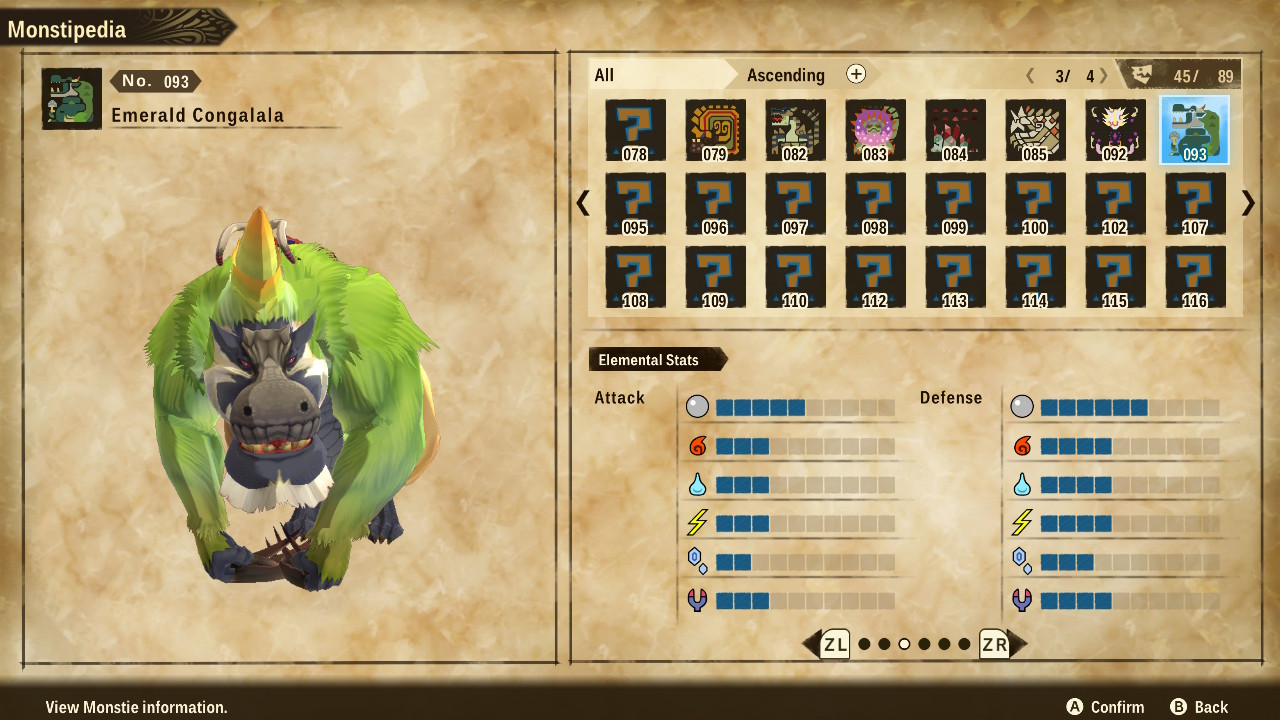 Monstipedia
No. 093
Emerald Congalala
All Ascending 3/ 4 45/ 89
078 079 082 083 084 085 092 093
095 096 097 098 099 100 102 107
108 109 110 112 113 114 115 116
Elemental Stats
Attack Defense
ZL ZR
View Monstie information. A Confirm B Back